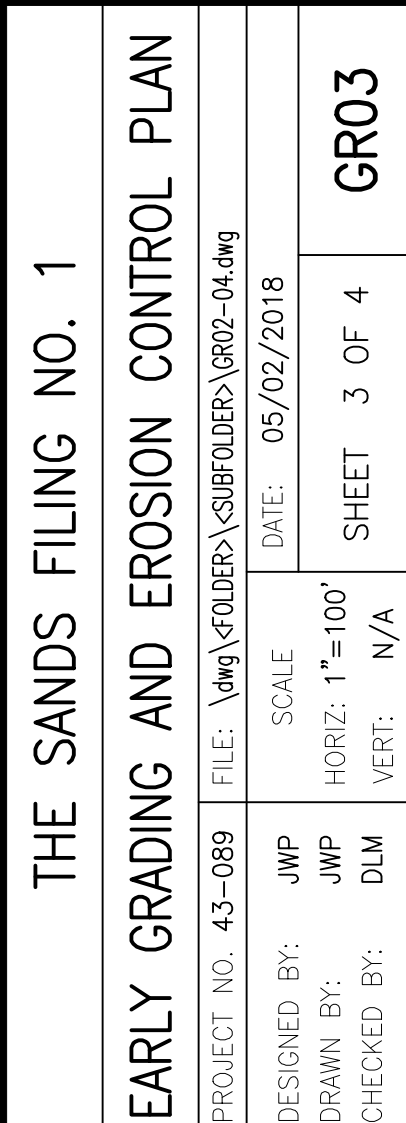 THE SANDS FILING NO. 1
EARLY GRADING AND EROSION CONTROL PLAN
PROJECT NO. 43-089
FILE: \dwg\<FOLDER>\<SUBFOLDER>\GR02-04.dwg
DESIGNED BY: JWP
DRAWN BY: JWP
CHECKED BY: DLM
SCALE
HORIZ: 1"=100'
VERT: N/A
DATE: 05/02/2018
SHEET 3 OF 4
GR03